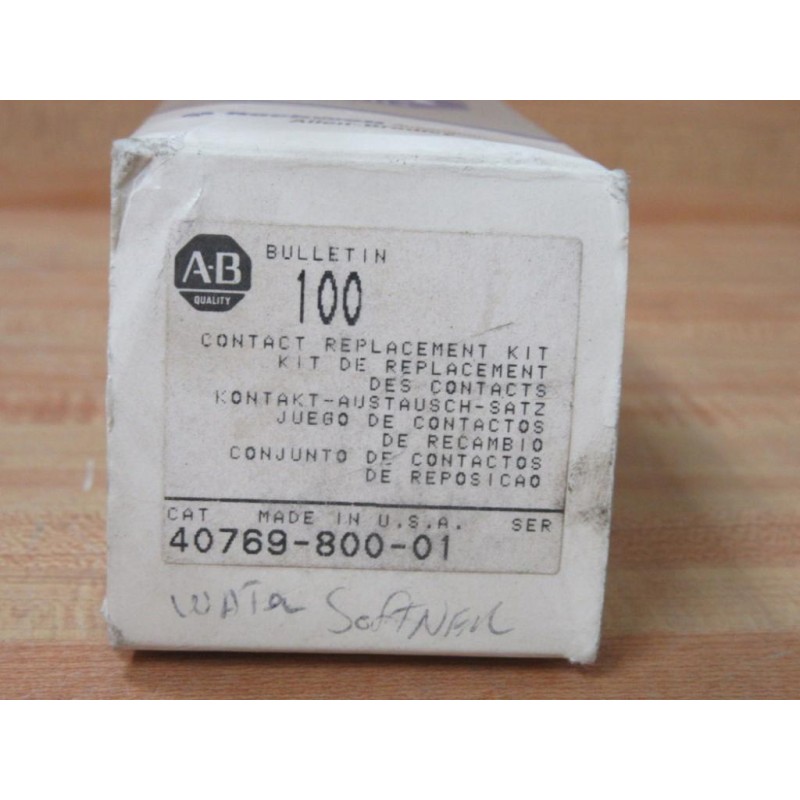 A-B
QUALITY
BULLETIN
100
CONTACT REPLACEMENT KIT
KIT DE REPLACEMENT
DES CONTACTS
KONTAKT-AUSTAUSCH-SATZ
JUEGO DE CONTACTOS
DE RECAMBIO
CONJUNTO DE CONTACTOS
DE REPOSICAO
CAT MADE IN U.S.A. SER
40769-800-01
WATER SOFTNER